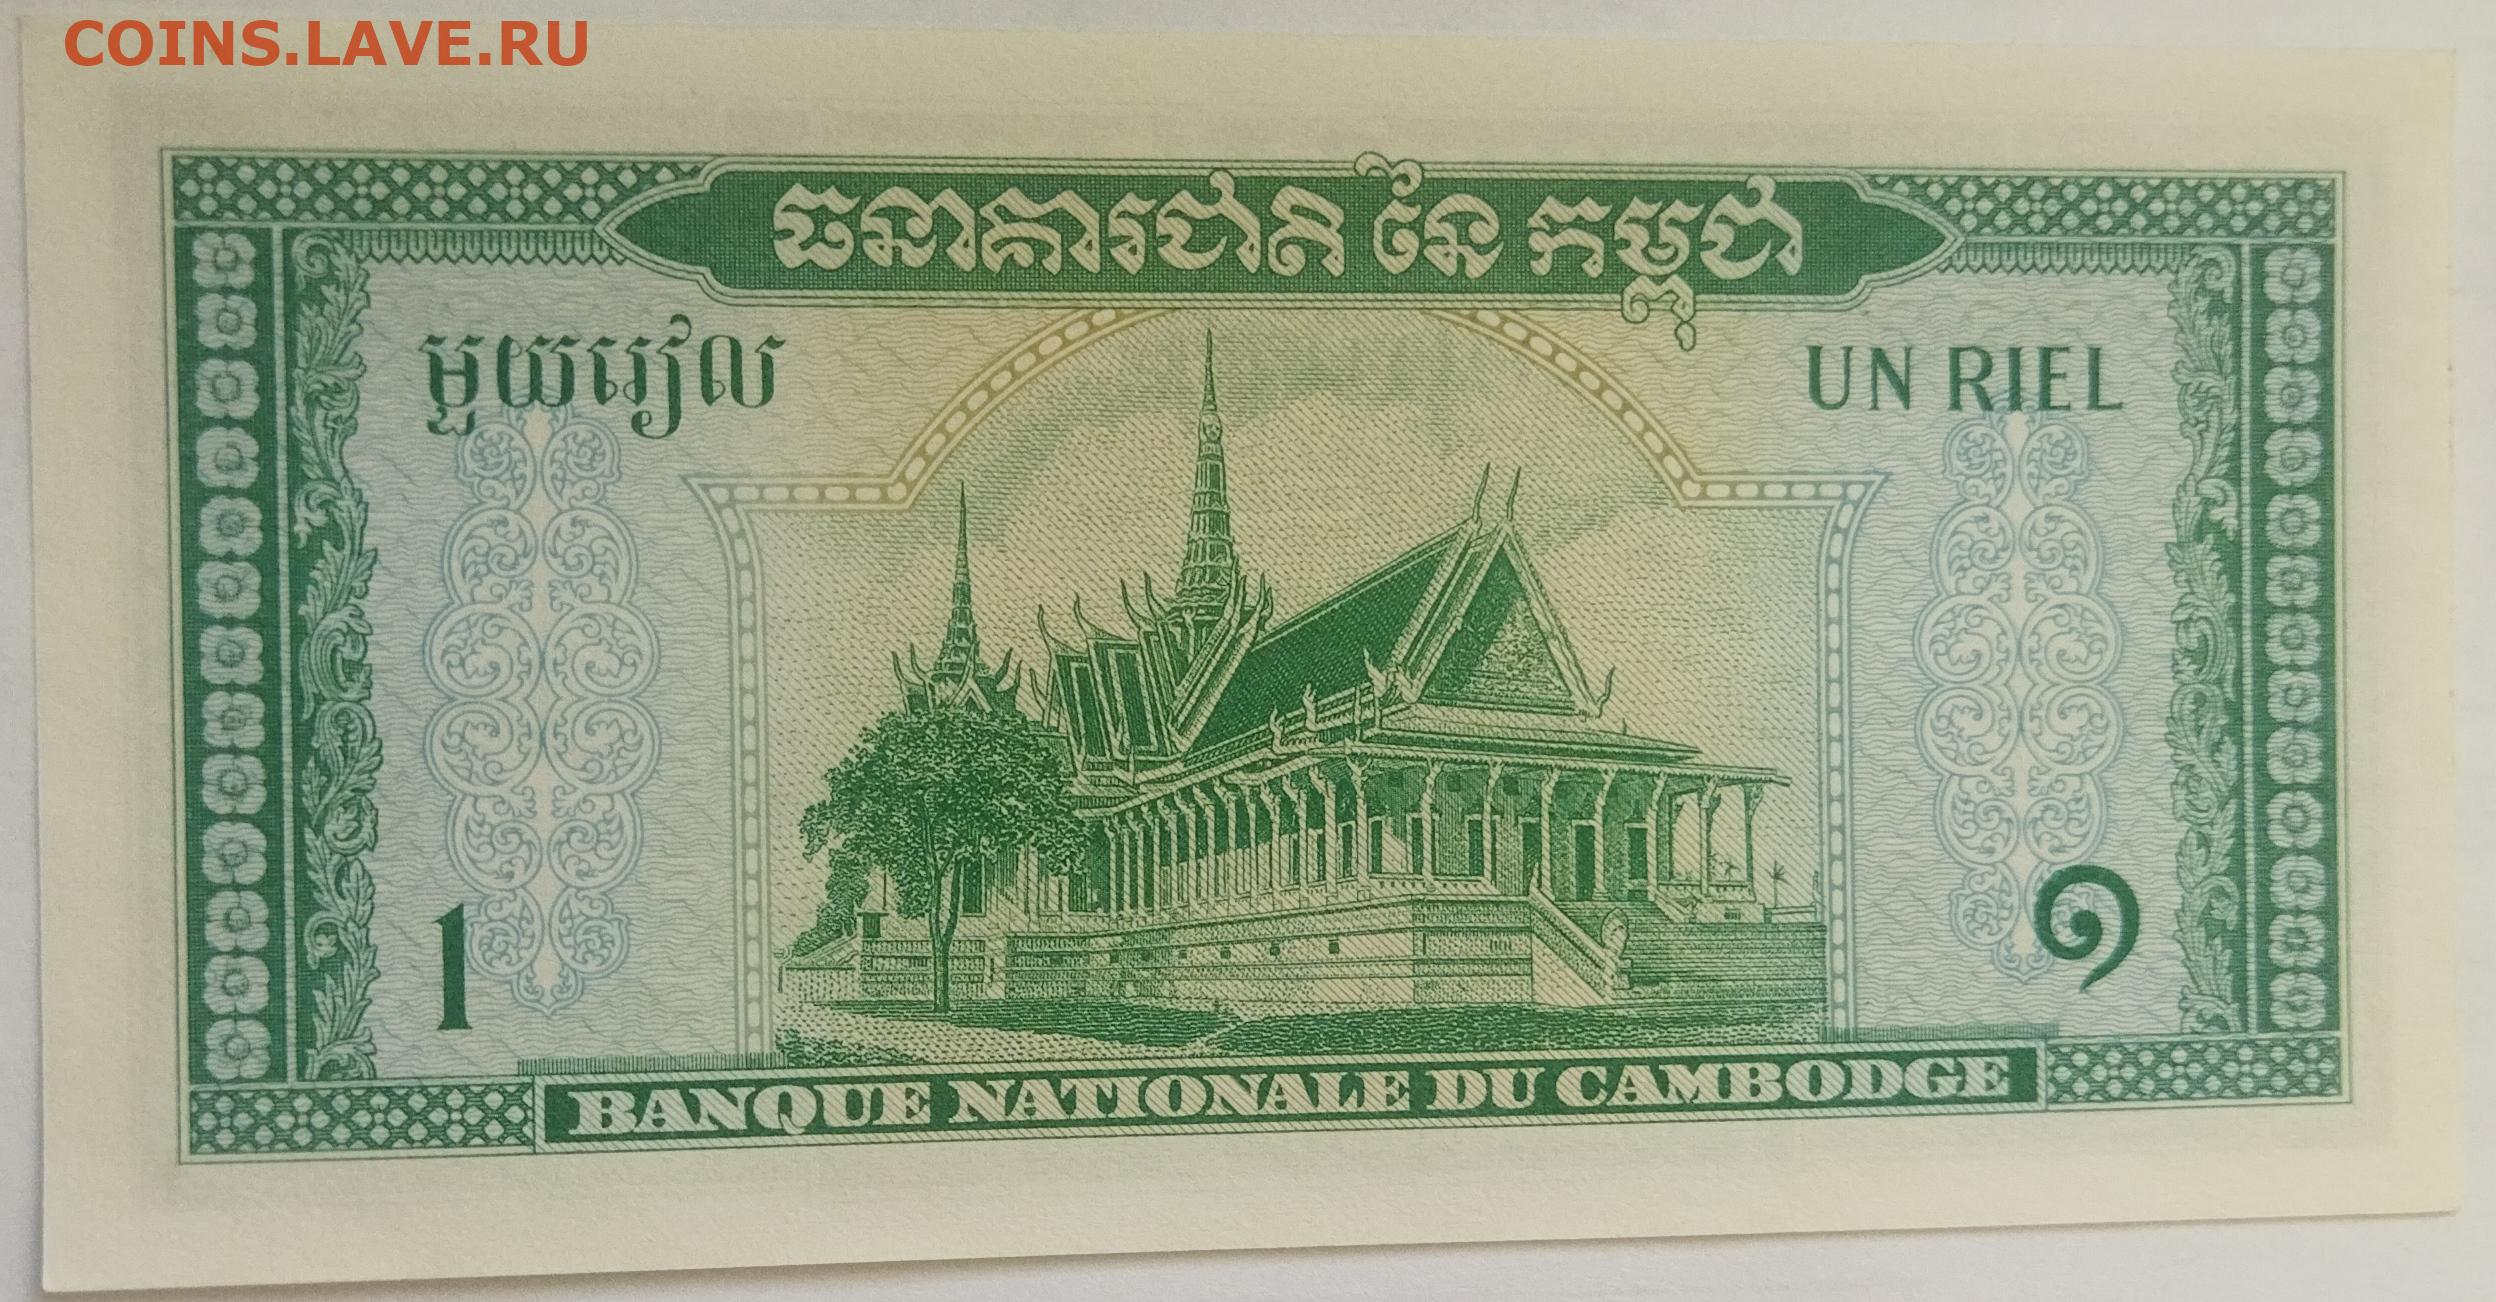 COINS.LAVE.RU
ធនាគារជាតិ នៃ កម្ពុជា
មួយរៀល
UN RIEL
1
១
BANQUE NATIONALE DU CAMBODGE